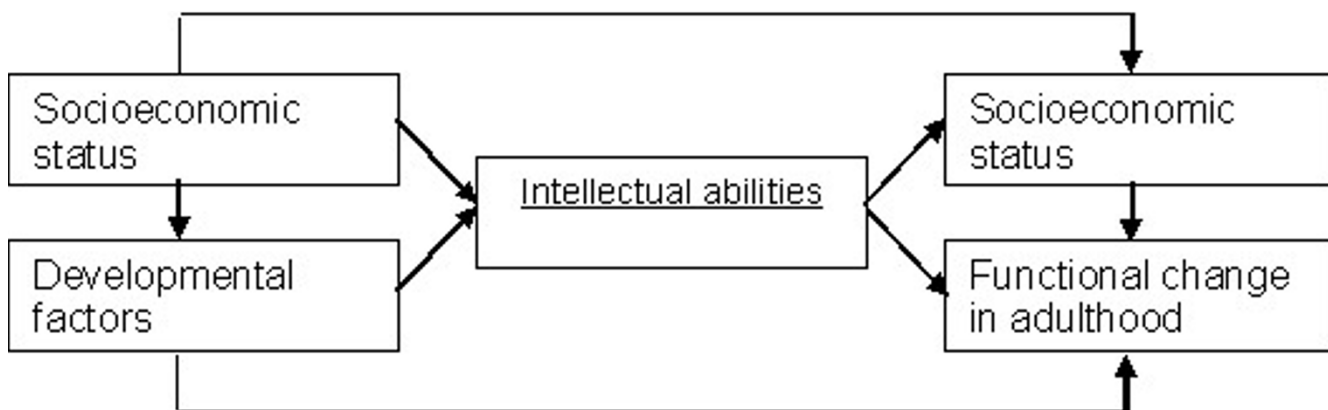 Socioeconomic
status
Socioeconomic
status
Intellectual abilities
Developmental
factors
Functional change
in adulthood